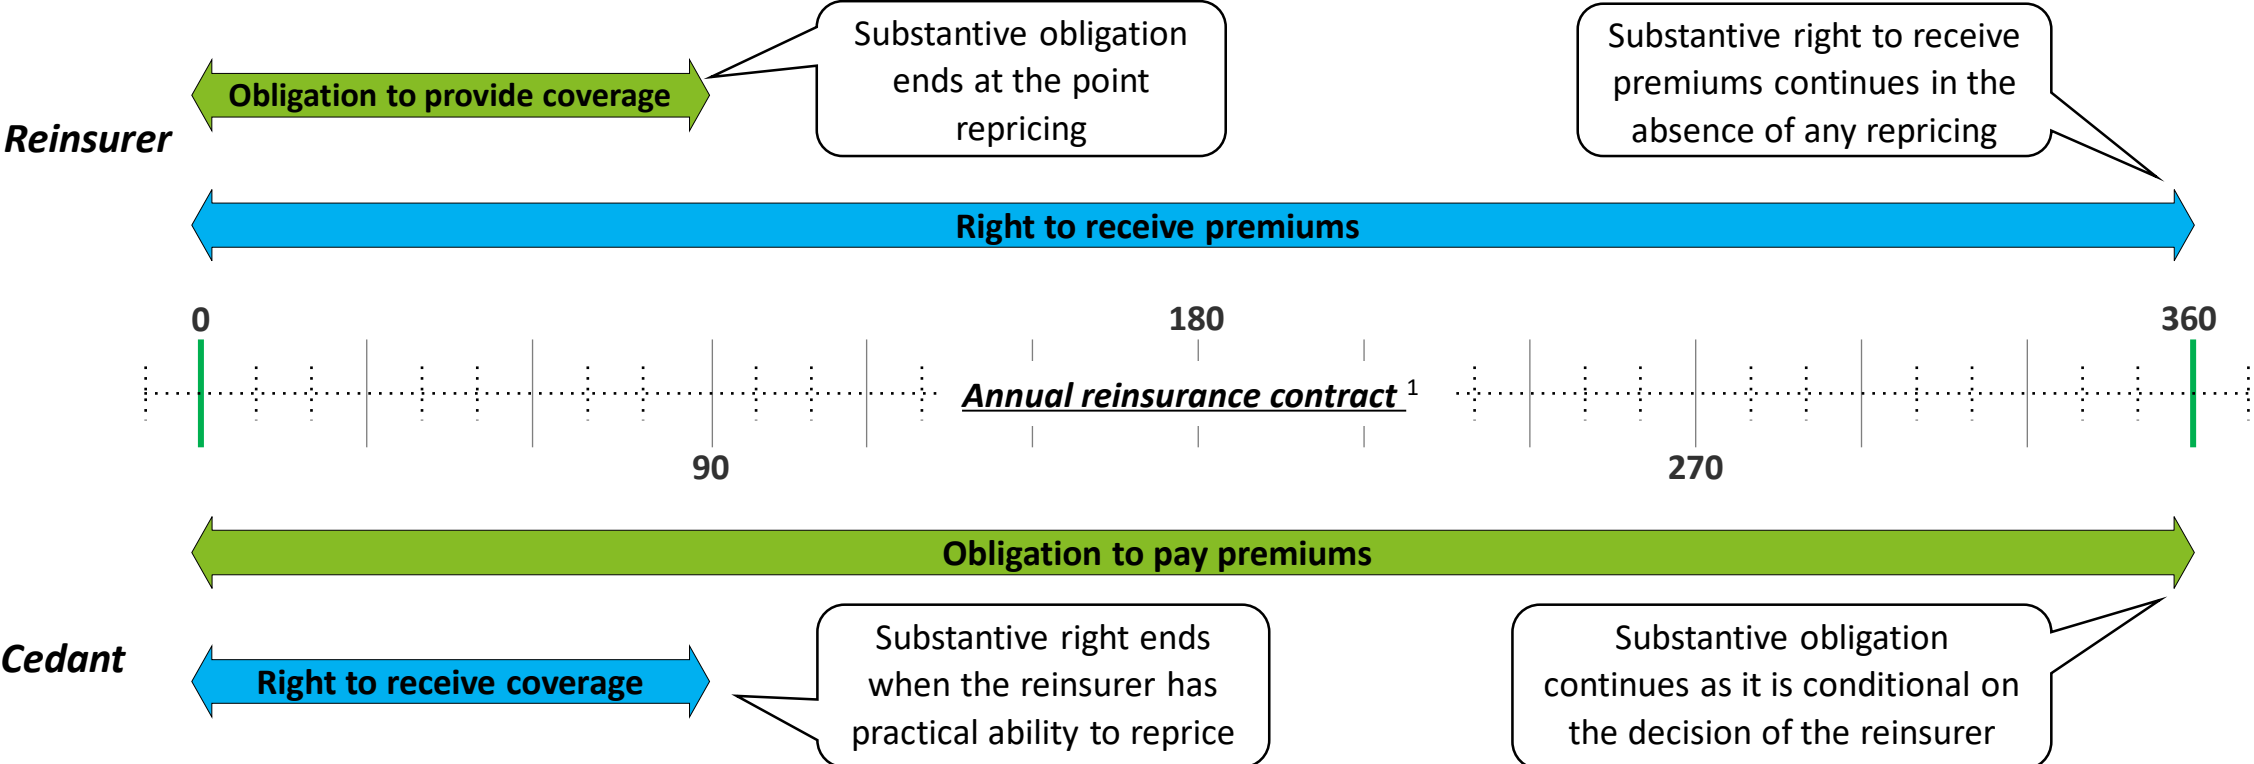 Substantive obligation
ends at the point
repricing
Substantive right to receive
premiums continues in the
absence of any repricing
Obligation to provide coverage
Reinsurer
Right to receive premiums
0
180
360
Annual reinsurance contract 1
90
270
Obligation to pay premiums
Cedant
Right to receive coverage
Substantive right ends
when the reinsurer has
practical ability to reprice
Substantive obligation
continues as it is conditional on
the decision of the reinsurer